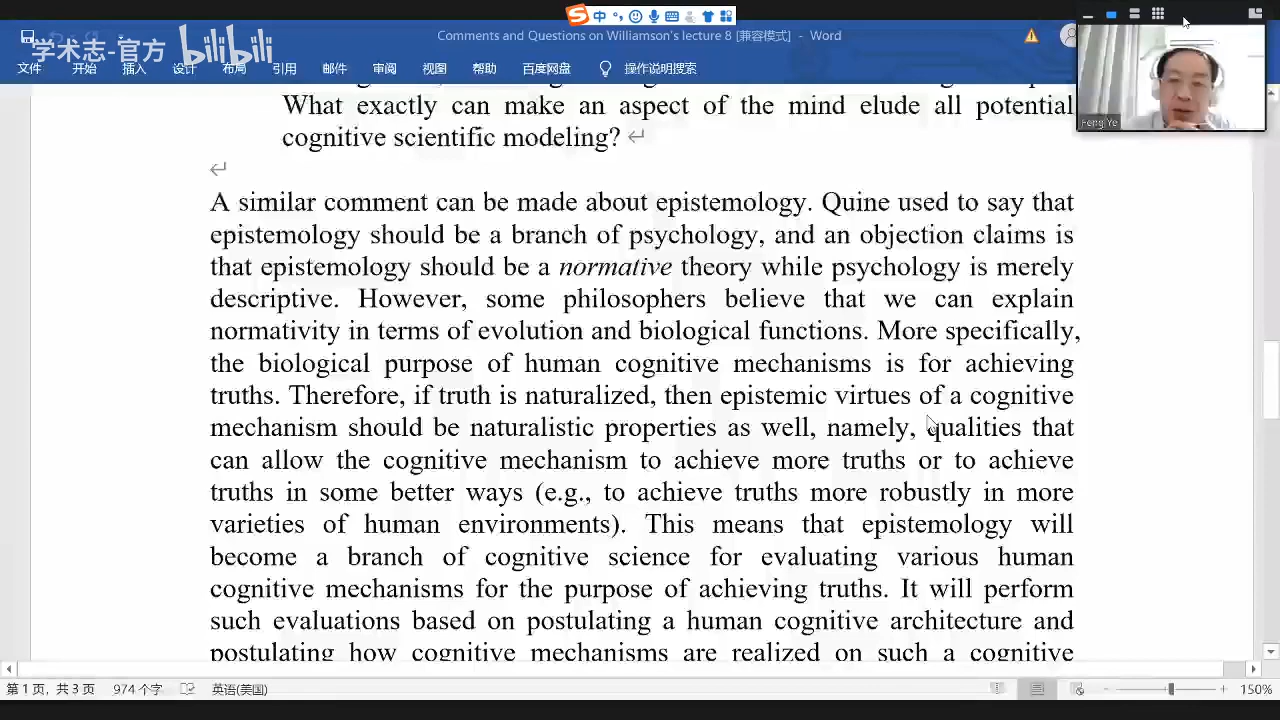 中
Comments and Questions on Williamson's lecture 8 [兼容模式] - Word
学术志-官方 bilibili
文件 开始 插入 设计 布局 引用 邮件 审阅 视图 帮助 百度网盘 操作说明搜索
What exactly can make an aspect of the mind elude all potential
cognitive scientific modeling?
Feng Ye
A similar comment can be made about epistemology. Quine used to say that
epistemology should be a branch of psychology, and an objection claims is
that epistemology should be a normative theory while psychology is merely
descriptive. However, some philosophers believe that we can explain
normativity in terms of evolution and biological functions. More specifically,
the biological purpose of human cognitive mechanisms is for achieving
truths. Therefore, if truth is naturalized, then epistemic virtues of a cognitive
mechanism should be naturalistic properties as well, namely, qualities that
can allow the cognitive mechanism to achieve more truths or to achieve
truths in some better ways (e.g., to achieve truths more robustly in more
varieties of human environments). This means that epistemology will
become a branch of cognitive science for evaluating various human
cognitive mechanisms for the purpose of achieving truths. It will perform
such evaluations based on postulating a human cognitive architecture and
postulating how cognitive mechanisms are realized on such a cognitive
第1页, 共3页 974个字 英语(美国) 150%